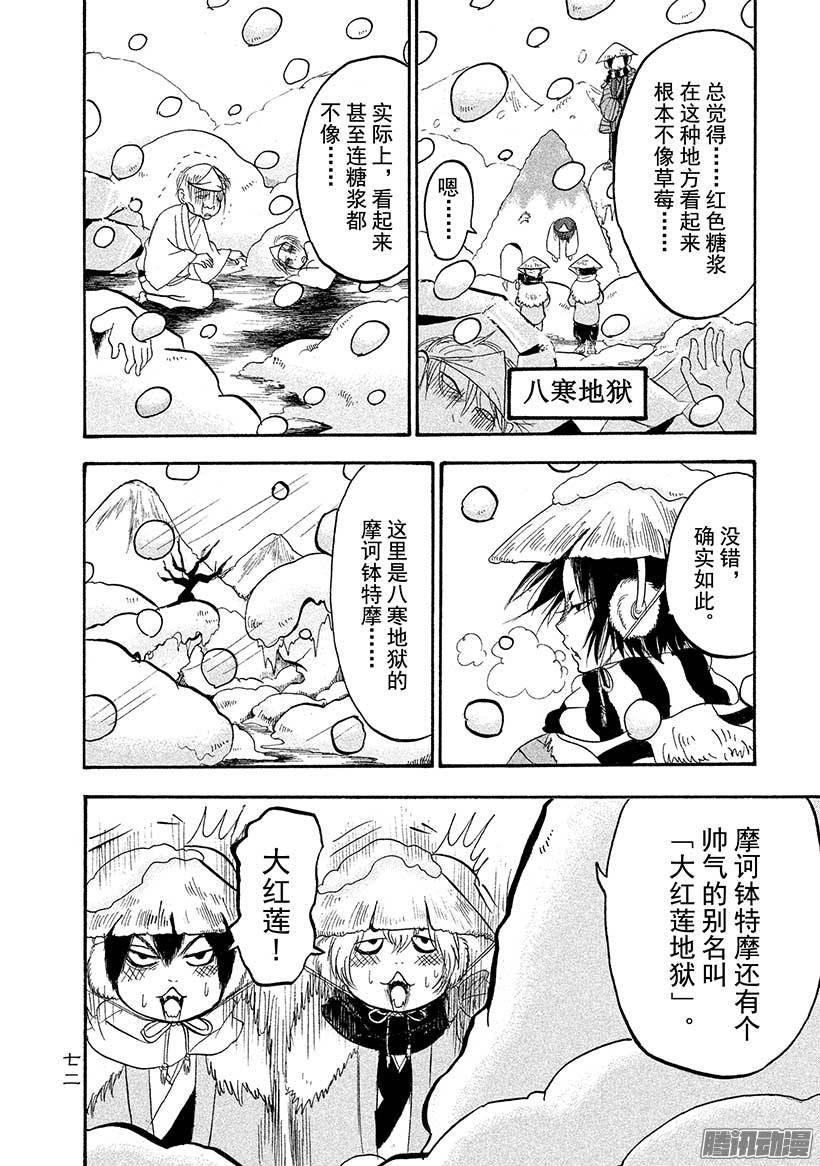 总觉得……红色糖浆
在这种地方看起来
根本不像草莓……
嗯……
八寒地狱
实际上，看起来
甚至连糖浆都
不像……
没错，
确实如此。
这里是八寒地狱的
摩诃钵特摩……
摩诃钵特摩还有个
帅气的别名叫
「大红莲地狱」。
大红莲！
七二
腾讯动漫